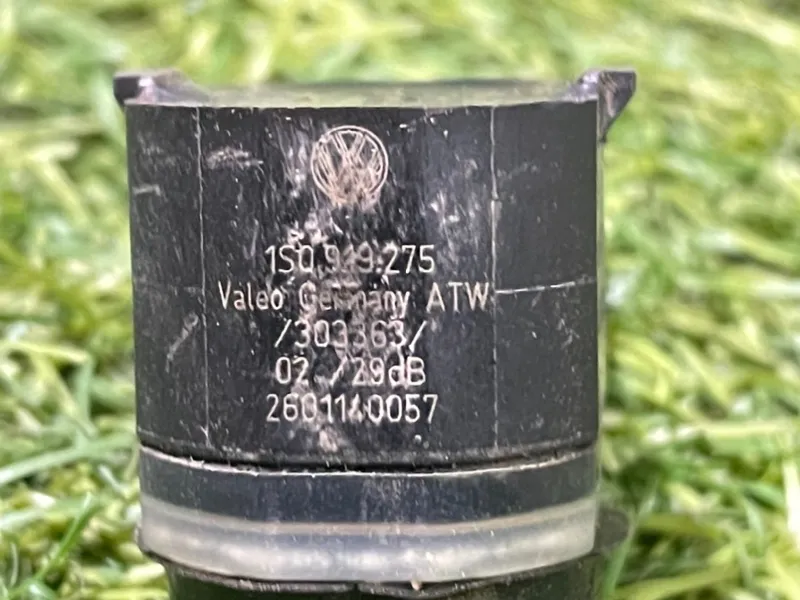 1S0.919.275
Valeo Germany ATW
/303363/
02 /29dB
2601140057